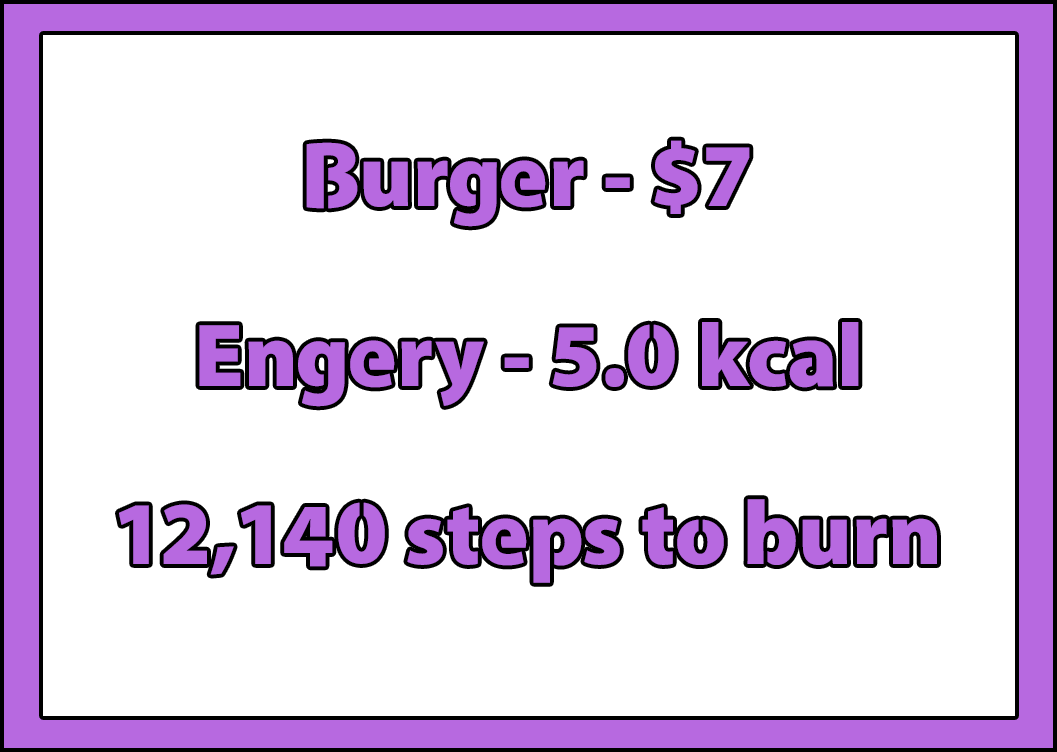 Burger - $7
Engery - 5.0 kcal
12,140 steps to burn